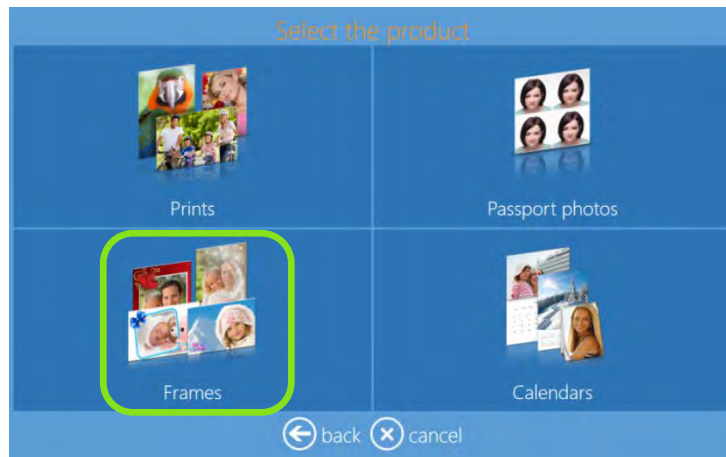 Select the product
Prints
Passport photos
Frames
Calendars
back cancel